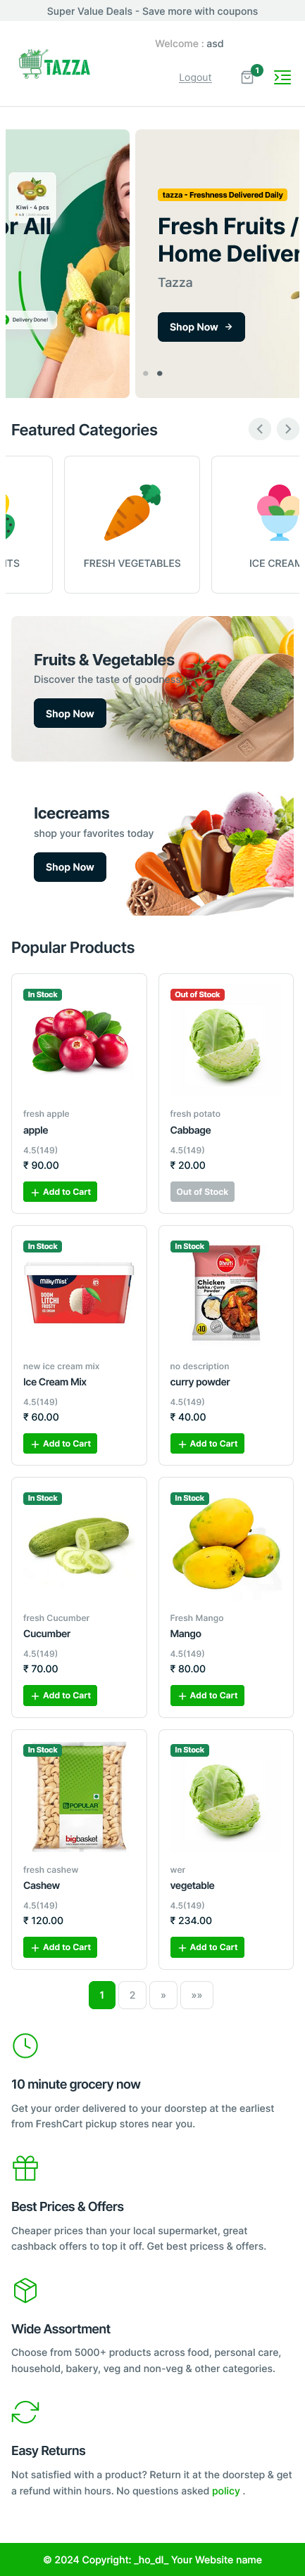 Super Value Deals - Save more with coupons
Welcome : asd
TAZZA
Logout
1
Kiwi - 4 pcs
or All
Delivery Done!
tazza - Freshness Delivered Daily
Fresh Fruits /
Home Deliver
Tazza
Shop Now →
Featured Categories
ITS
FRESH VEGETABLES
ICE CREAM
Fruits & Vegetables
Discover the taste of goodness
Shop Now
Icecreams
shop your favorites today
Shop Now
Popular Products
In Stock
fresh apple
apple
4.5(149)
₹ 90.00
+ Add to Cart
Out of Stock
fresh potato
Cabbage
4.5(149)
₹ 20.00
Out of Stock
In Stock
MilkyMist
DOOM LITCHI FROSTY
new ice cream mix
Ice Cream Mix
4.5(149)
₹ 60.00
+ Add to Cart
In Stock
Chicken
Powder
no description
curry powder
4.5(149)
₹ 40.00
+ Add to Cart
In Stock
fresh Cucumber
Cucumber
4.5(149)
₹ 70.00
+ Add to Cart
In Stock
Fresh Mango
Mango
4.5(149)
₹ 80.00
+ Add to Cart
In Stock
POPULAR
bigbasket
fresh cashew
Cashew
4.5(149)
₹ 120.00
+ Add to Cart
In Stock
wer
vegetable
4.5(149)
₹ 234.00
+ Add to Cart
1 2 » »»
10 minute grocery now
Get your order delivered to your doorstep at the earliest
from FreshCart pickup stores near you.
Best Prices & Offers
Cheaper prices than your local supermarket, great
cashback offers to top it off. Get best pricess & offers.
Wide Assortment
Choose from 5000+ products across food, personal care,
household, bakery, veg and non-veg & other categories.
Easy Returns
Not satisfied with a product? Return it at the doorstep & get
a refund within hours. No questions asked policy .
© 2024 Copyright: _ho_dl_ Your Website name